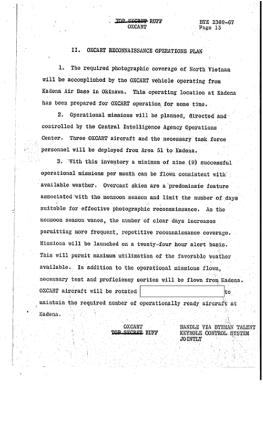 TOP SECRET RUFF
OXCART
BYE 2369-67
Page 13
II. OXCART RECONNAISSANCE OPERATIONS PLAN
1. The required photographic coverage of North Vietnam
will be accomplished by the OXCART vehicle operating from
Kadena Air Base in Okinawa. This operating location at Kadena
has been prepared for OXCART operation for some time.
2. Operational missions will be planned, directed and
controlled by the Central Intelligence Agency Operations
Center. Three OXCART aircraft and the necessary task force
personnel will be deployed from Area 51 to Kadena.
3. With this inventory a minimum of nine (9) successful
operational missions per month can be flown consistent with
available weather. Overcast skies are a predominate feature
associated with the monsoon season and limit the number of days
suitable for effective photographic reconnaissance. As the
monsoon season wanes, the number of clear days increases
permitting more frequent, repetitive reconnaissance coverage.
Missions will be launched on a twenty-four hour alert basis.
This will permit maximum utilization of the favorable weather
available. In addition to the operational missions flown,
necessary test and proficiency sorties will be flown from Kadena.
OXCART aircraft will be rotated to
maintain the required number of operationally ready aircraft at
Kadena.
OXCART
TOP SECRET RUFF
HANDLE VIA BYEMAN TALENT
KEYHOLE CONTROL SYSTEM
JOINTLY